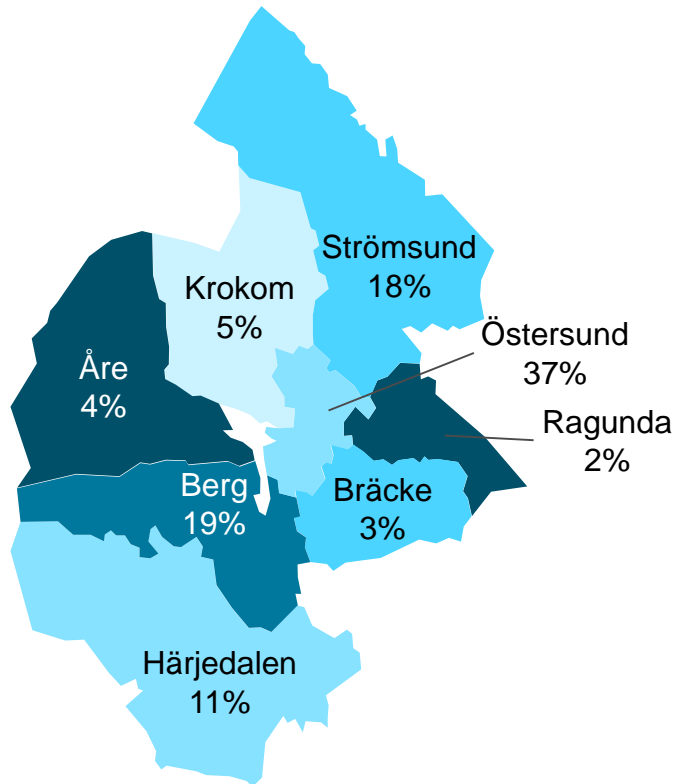 Strömsund
18%
Krokom
5%
Östersund
37%
Åre
4%
Ragunda
2%
Berg
19%
Bräcke
3%
Härjedalen
11%